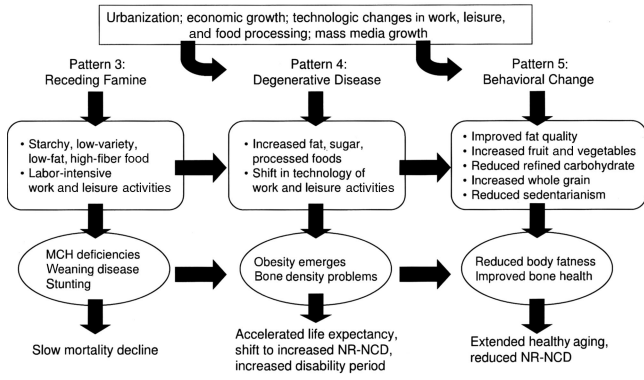 Urbanization; economic growth; technologic changes in work, leisure,
and food processing; mass media growth
Pattern 3:
Receding Famine
Pattern 4:
Degenerative Disease
Pattern 5:
Behavioral Change
• Starchy, low-variety,
low-fat, high-fiber food
• Labor-intensive
work and leisure activities
• Increased fat, sugar,
processed foods
• Shift in technology of
work and leisure activities
• Improved fat quality
• Increased fruit and vegetables
• Reduced refined carbohydrate
• Increased whole grain
• Reduced sedentarianism
MCH deficiencies
Weaning disease
Stunting
Obesity emerges
Bone density problems
Reduced body fatness
Improved bone health
Slow mortality decline
Accelerated life expectancy,
shift to increased NR-NCD,
increased disability period
Extended healthy aging,
reduced NR-NCD